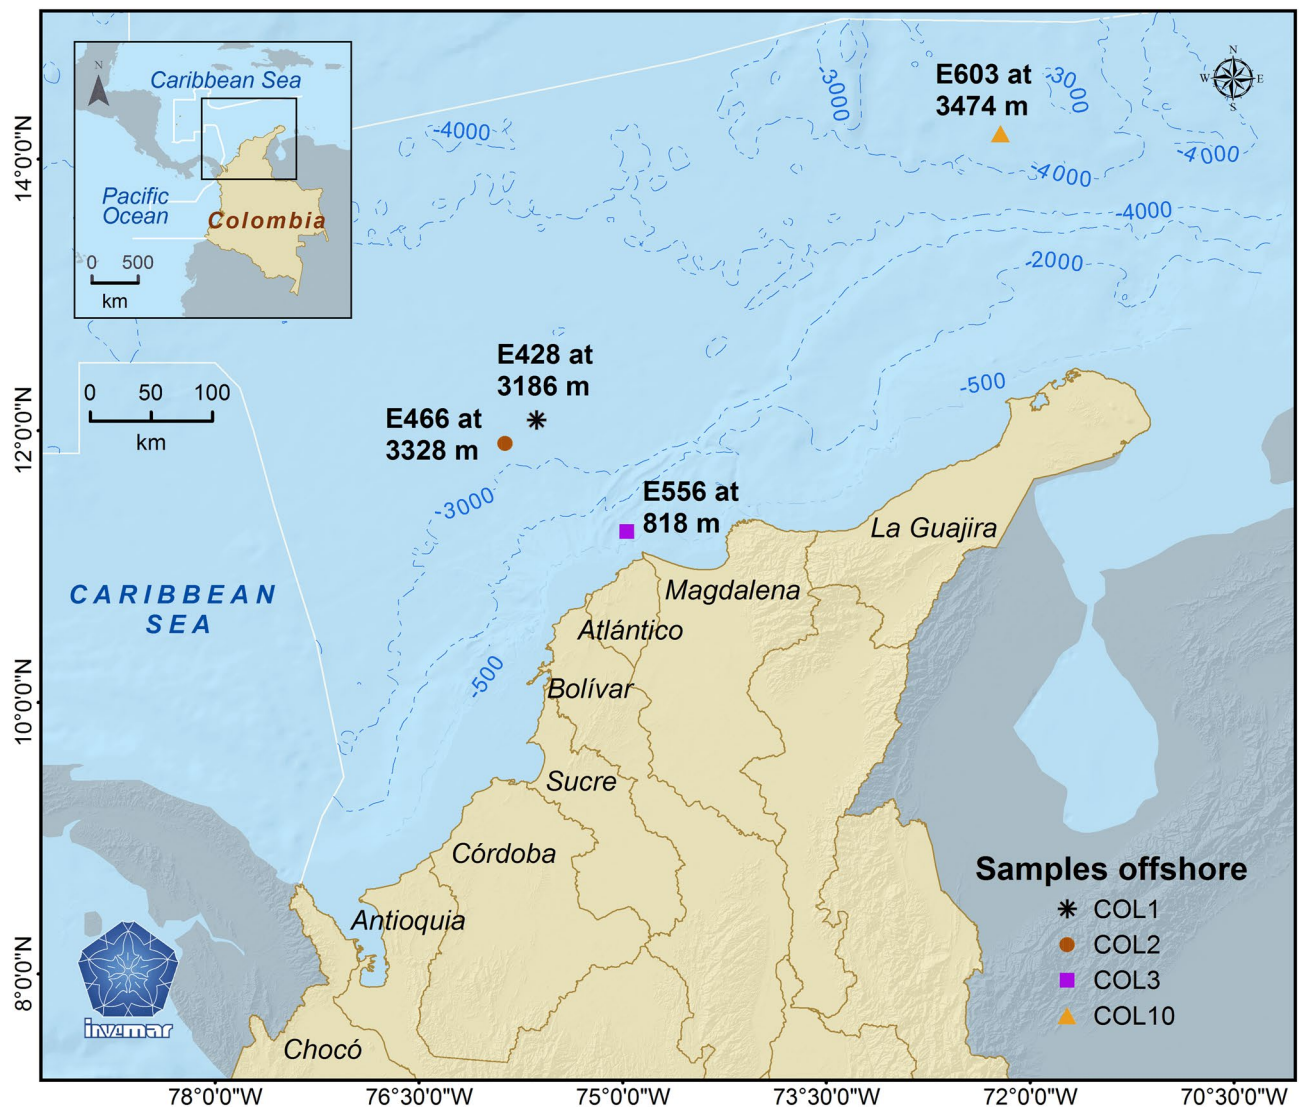 N
Caribbean Sea
Pacific
Ocean
Colombia
0 500
km
0 50 100
km
-4000
-3000
E603 at
3474 m
-3000
N
W E
S
-4000
-4000
-4000
-2000
-500
E428 at
3186 m
E466 at
3328 m
-3000
E556 at
818 m
La Guajira
Magdalena
CARIBBEAN
SEA
Atlántico
-500
Bolívar
Sucre
Córdoba
Antioquia
Chocó
invemar
Samples offshore
COL1
COL2
COL3
COL10
14°0'0"N
12°0'0"N
10°0'0"N
8°0'0"N
78°0'0"W
76°30'0"W
75°0'0"W
73°30'0"W
72°0'0"W
70°30'0"W